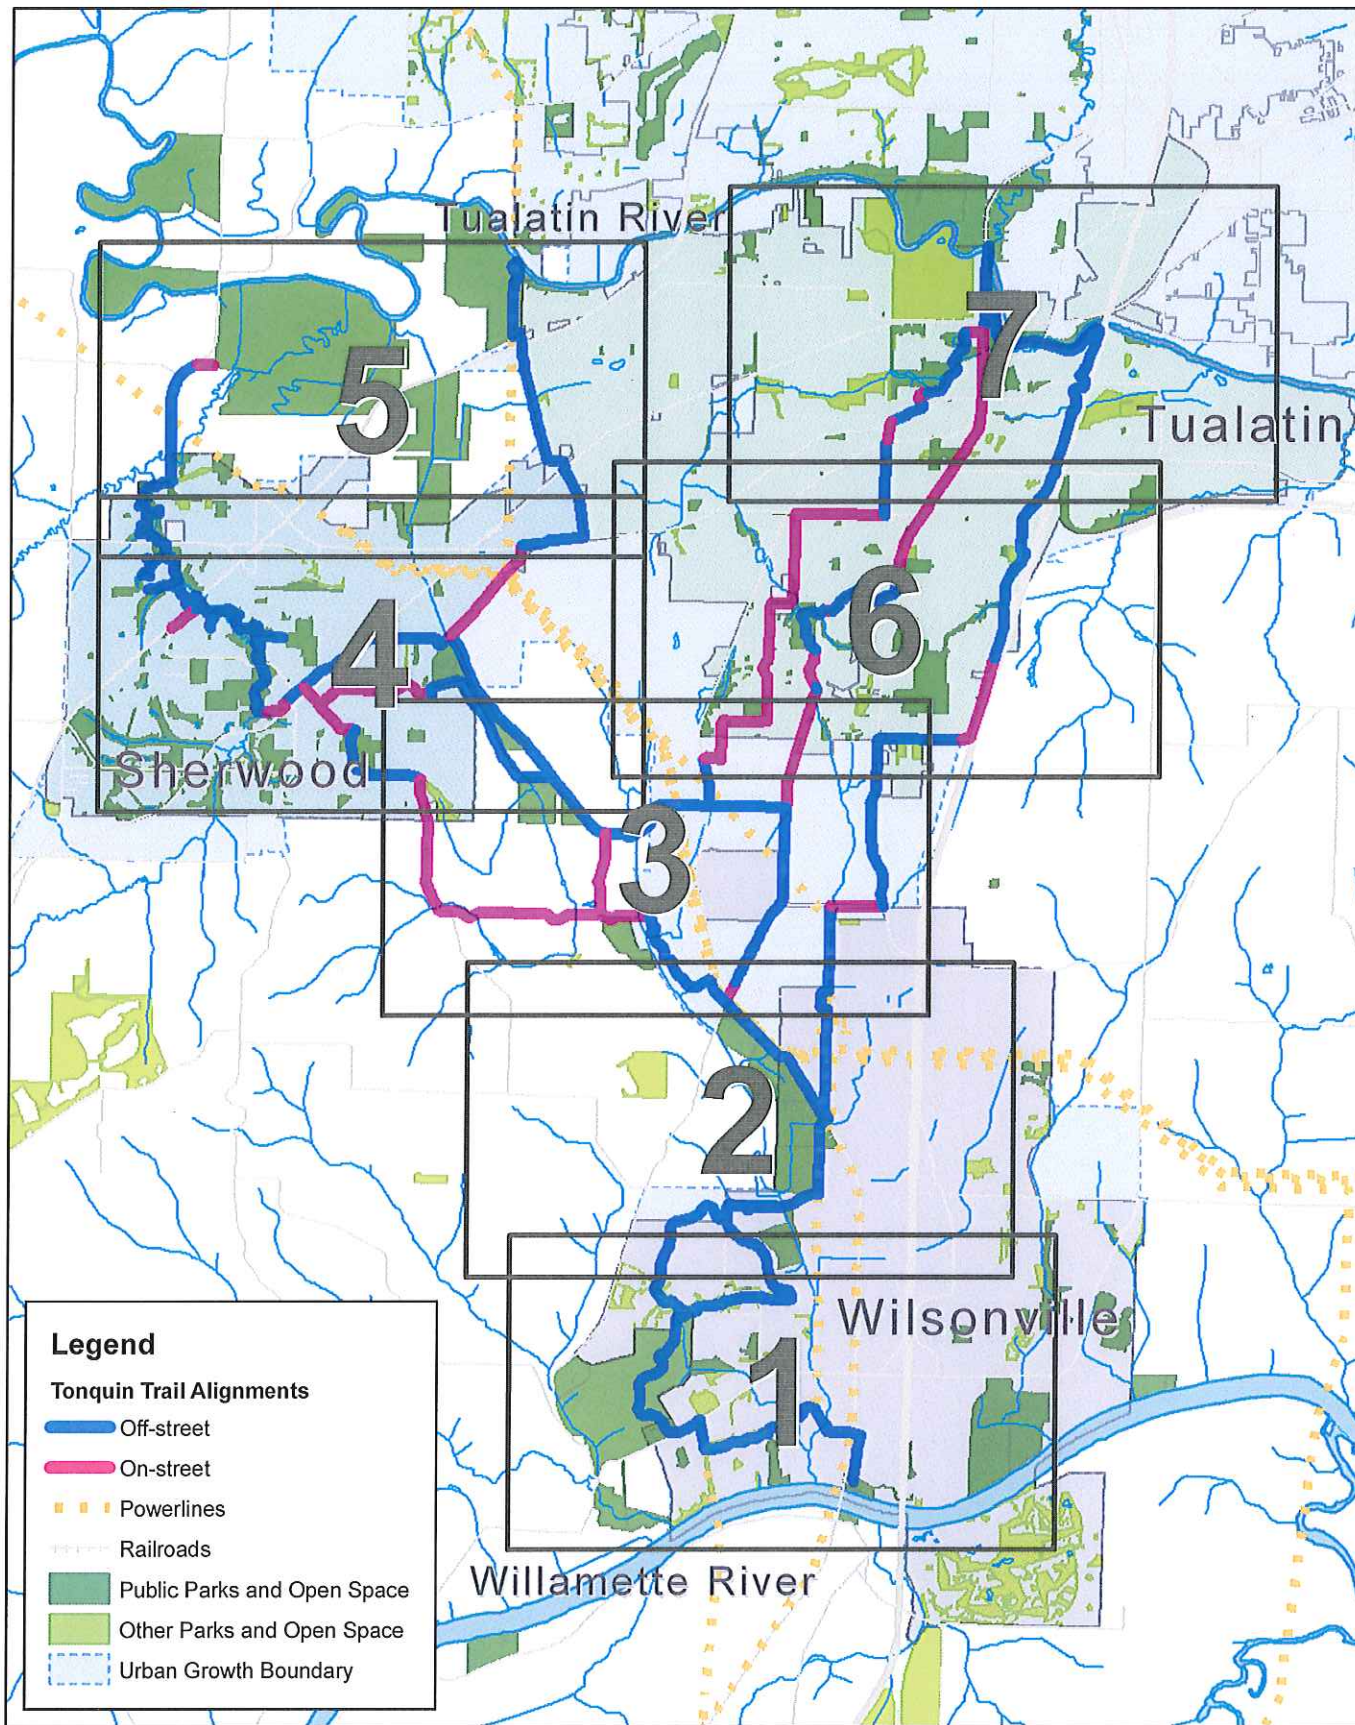 Tualatin River
7
5
Tualatin
6
4
Sherwood
3
2
Wilsonville
1
Willamette River
Legend
Tonquin Trail Alignments
Off-street
On-street
Powerlines
Railroads
Public Parks and Open Space
Other Parks and Open Space
Urban Growth Boundary